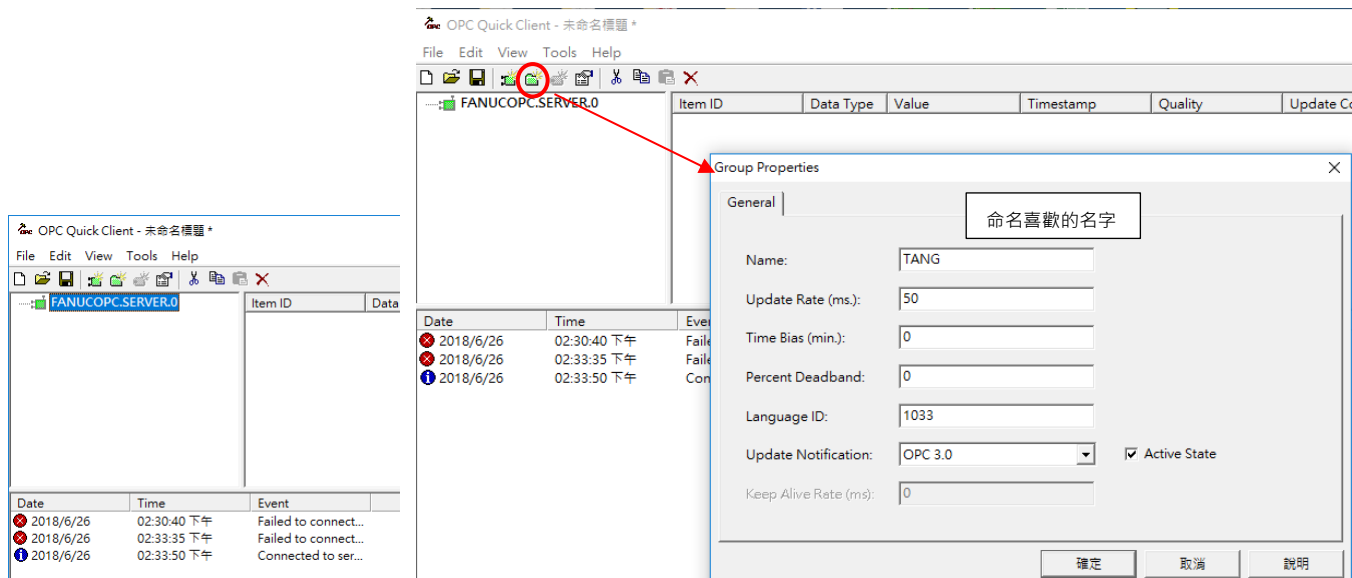 OPC Quick Client - 未命名標題 *
File Edit View Tools Help
FANUCOPC.SERVER.0
Item ID Data
Date Time Event
2018/6/26 02:30:40 下午 Failed to connect...
2018/6/26 02:33:35 下午 Failed to connect...
2018/6/26 02:33:50 下午 Connected to ser...
OPC Quick Client - 未命名標題 *
File Edit View Tools Help
FANUCOPC.SERVER.0
Item ID Data Type Value Timestamp Quality Update Co
Date Time Eve
2018/6/26 02:30:40 下午 Faile
2018/6/26 02:33:35 下午 Faile
2018/6/26 02:33:50 下午 Con
Group Properties
General
命名喜歡的名字
Name: TANG
Update Rate (ms.): 50
Time Bias (min.): 0
Percent Deadband: 0
Language ID: 1033
Update Notification: OPC 3.0 Active State
Keep Alive Rate (ms): 0
確定 取消 說明